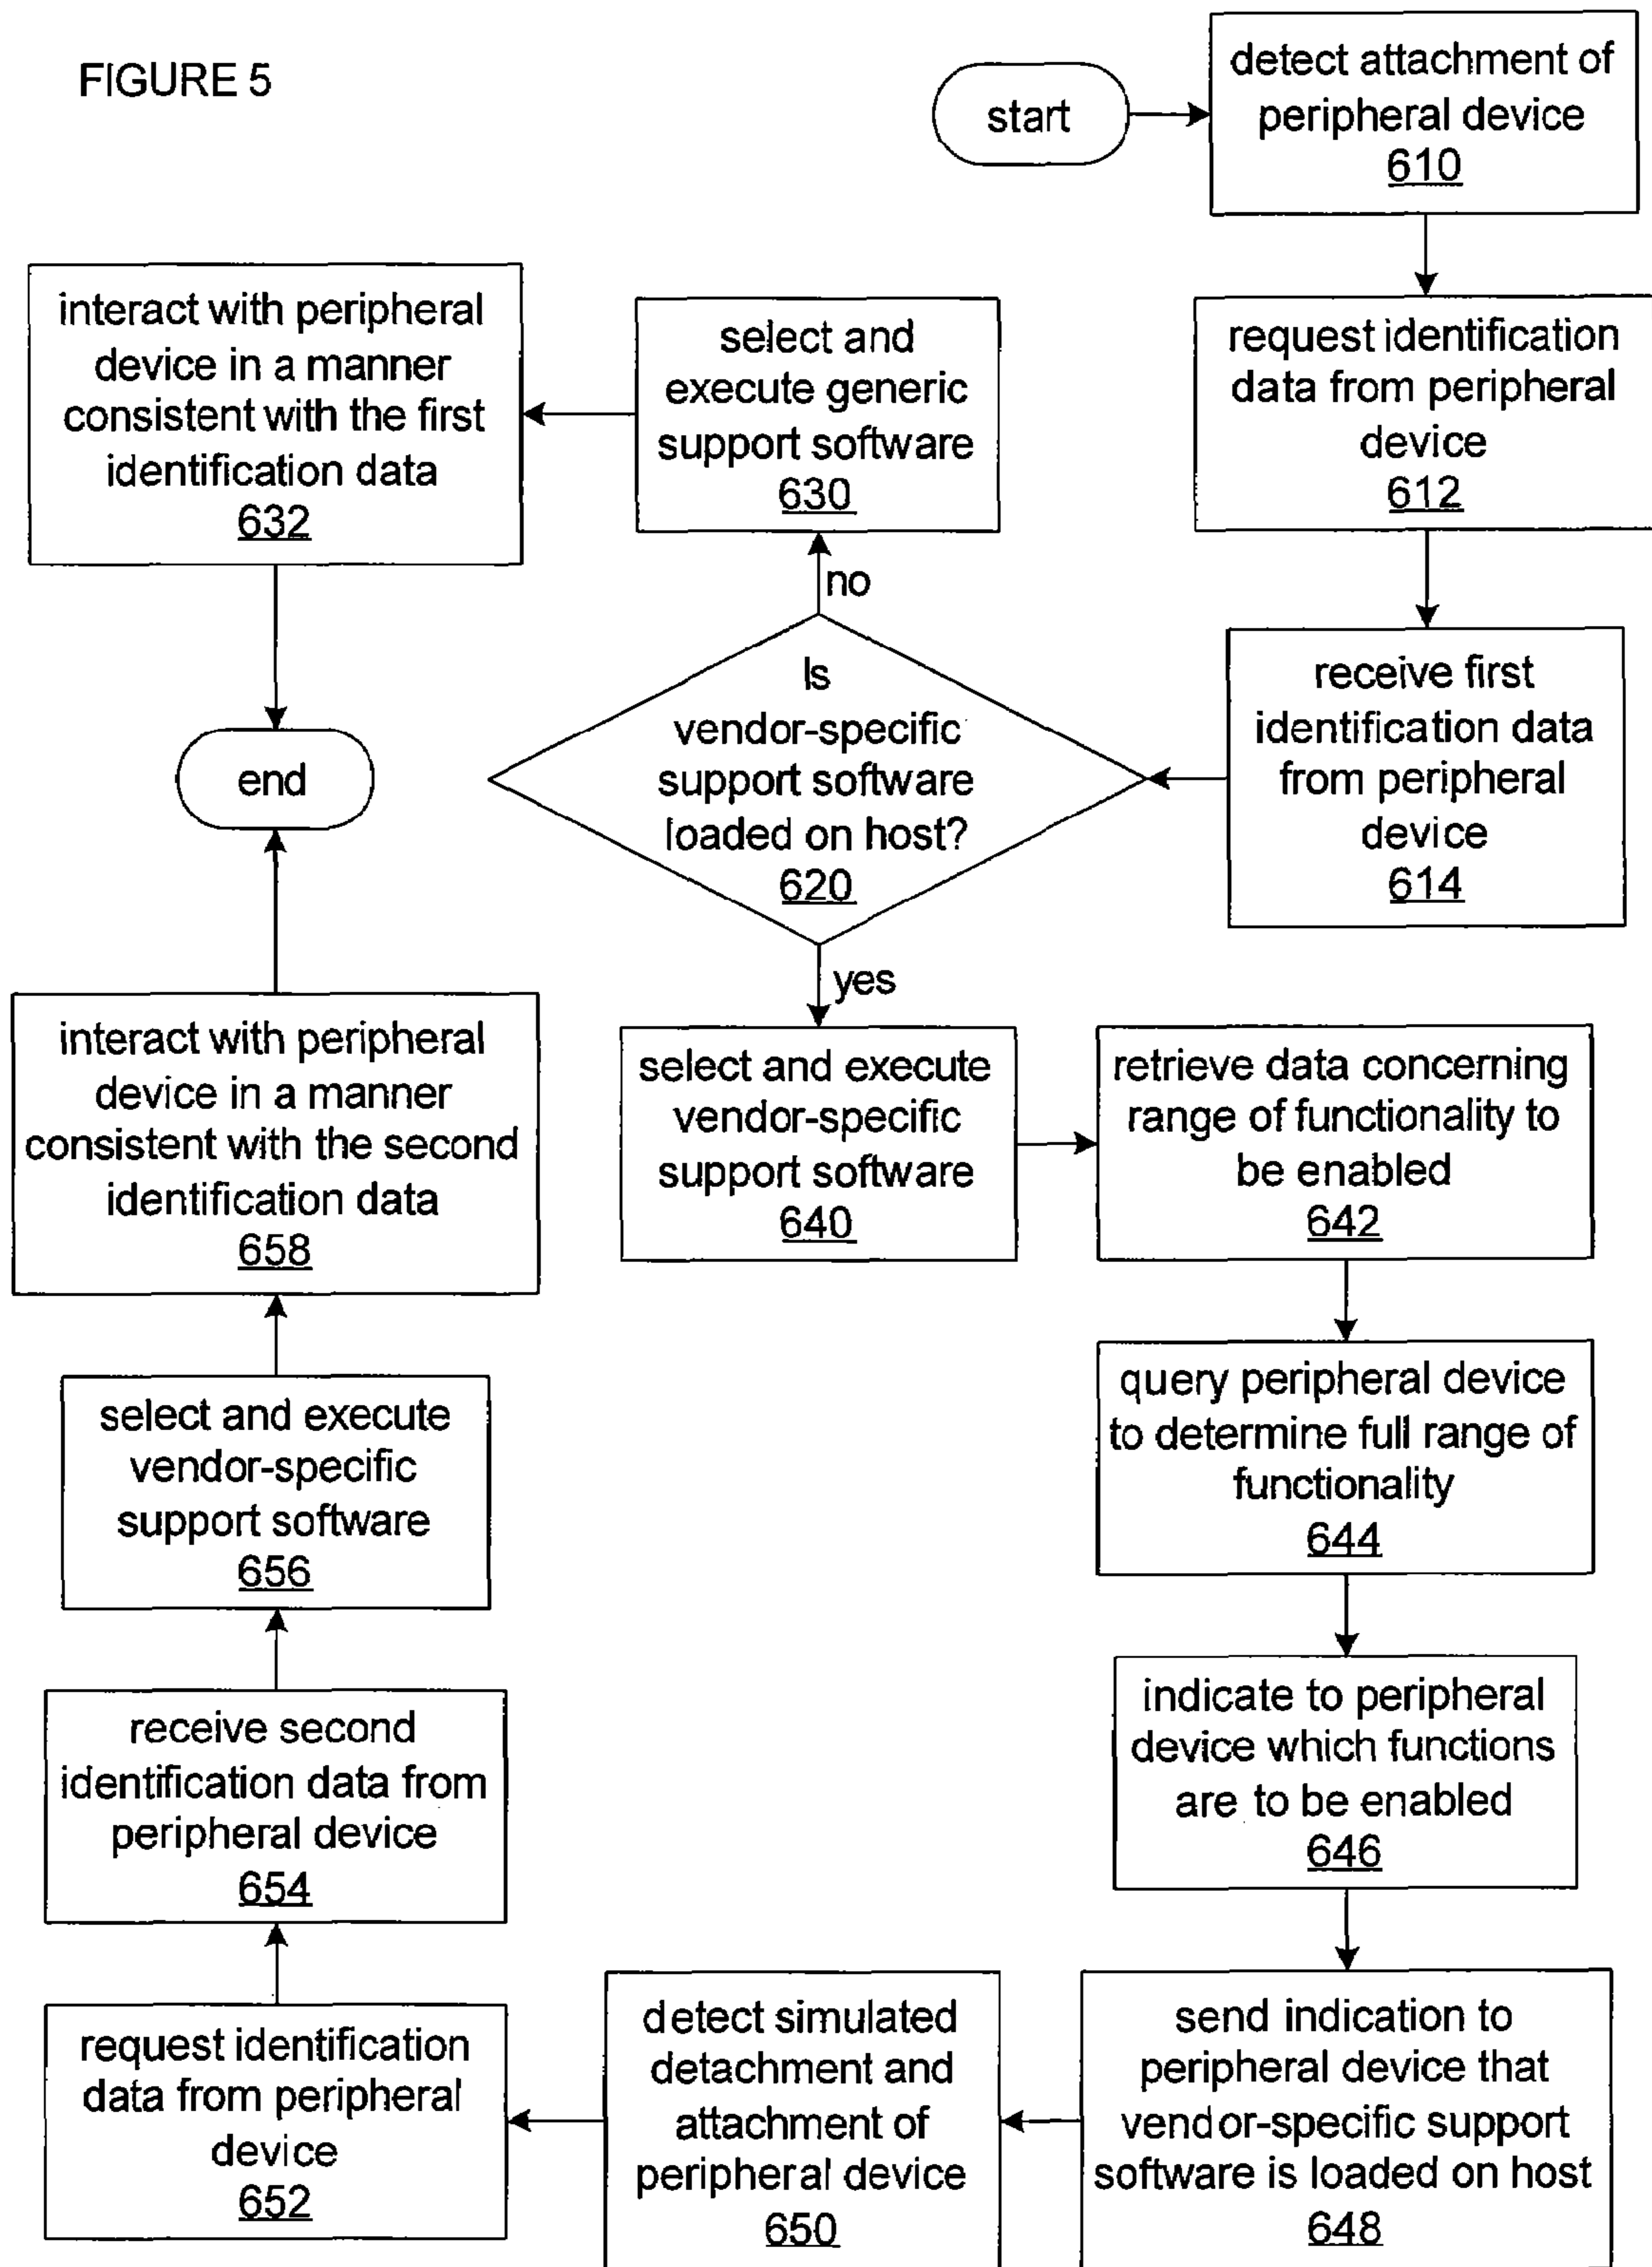 FIGURE 5
start
detect attachment of
peripheral device
610
request identification
data from peripheral
device
612
receive first
identification data
from peripheral
device
614
Is
vendor-specific
support software
loaded on host?
620
no
select and
execute generic
support software
630
interact with peripheral
device in a manner
consistent with the first
identification data
632
end
yes
select and execute
vendor-specific
support software
640
retrieve data concerning
range of functionality to
be enabled
642
query peripheral device
to determine full range of
functionality
644
indicate to peripheral
device which functions
are to be enabled
646
send indication to
peripheral device that
vendor-specific support
software is loaded on host
648
detect simulated
detachment and
attachment of
peripheral device
650
request identification
data from peripheral
device
652
receive second
identification data from
peripheral device
654
select and execute
vendor-specific
support software
656
interact with peripheral
device in a manner
consistent with the second
identification data
658